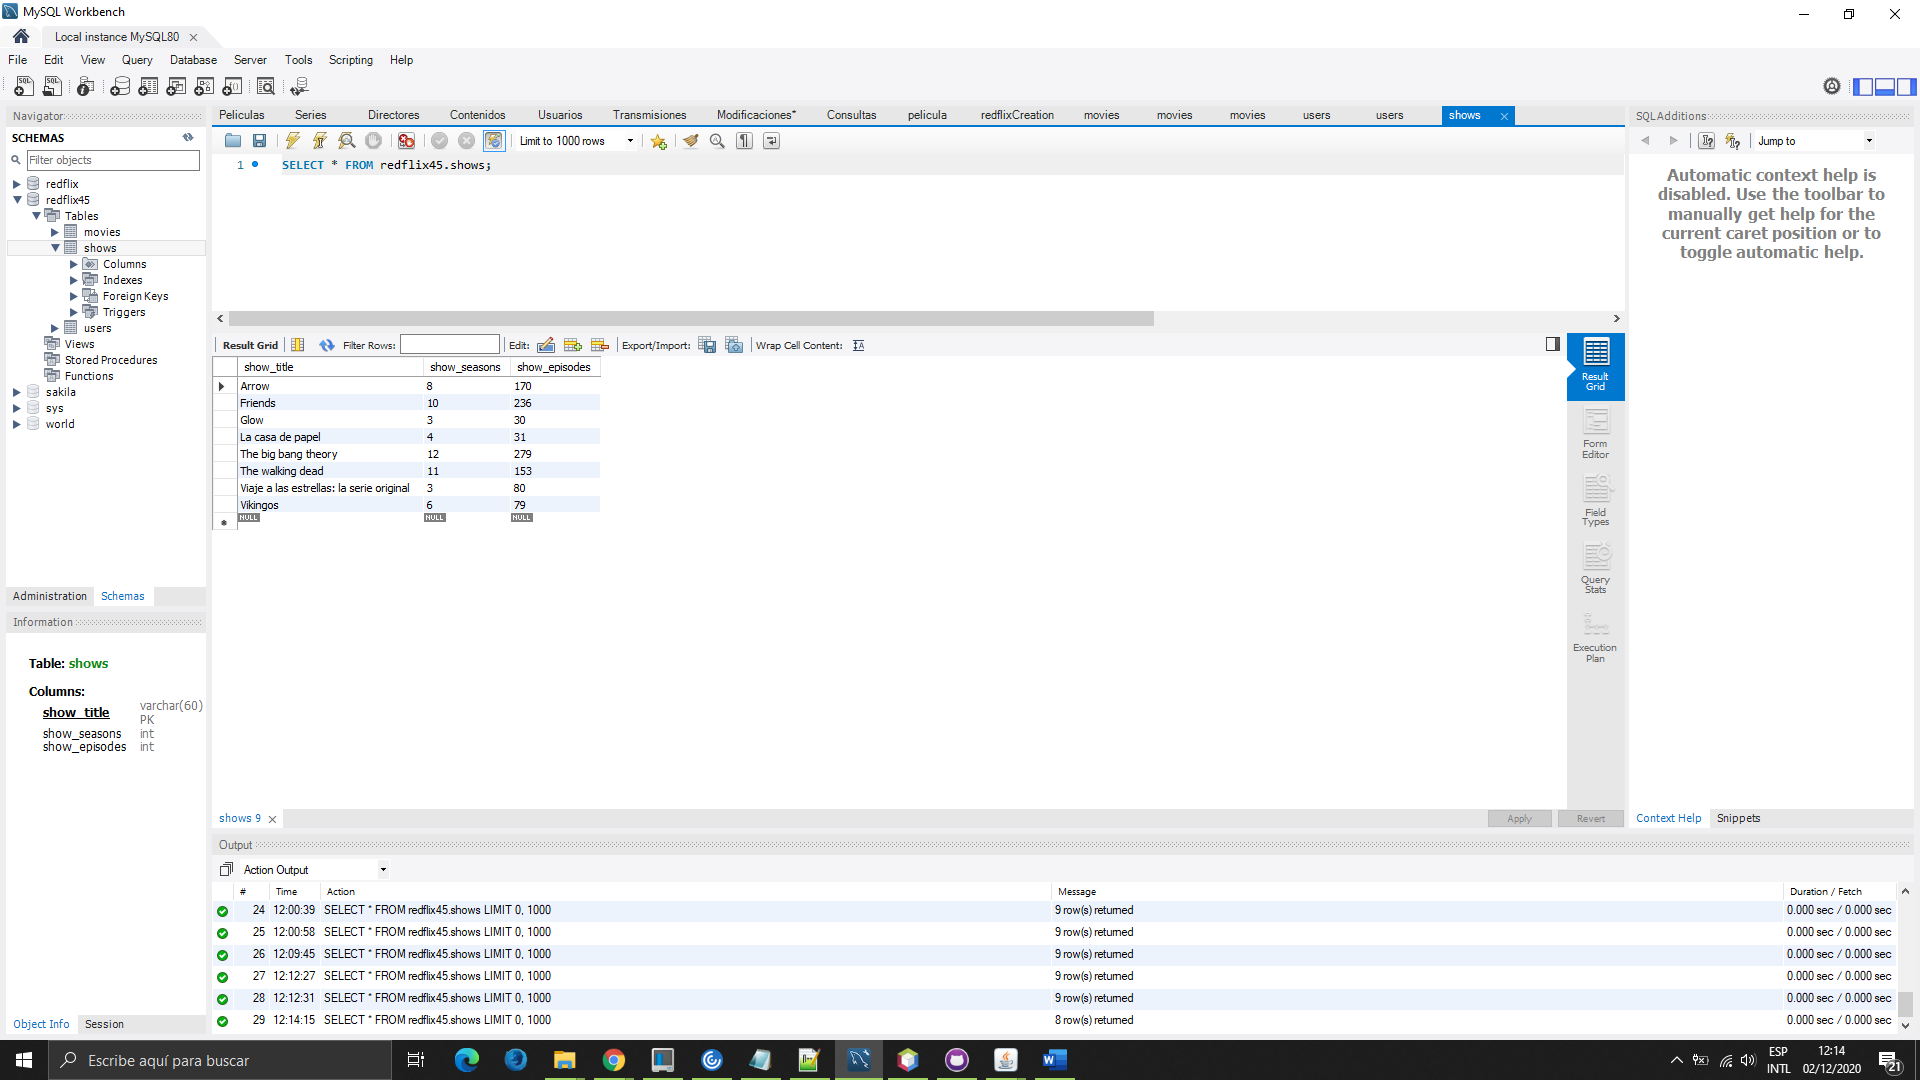 MySQL Workbench
Local instance MySQL80
File Edit View Query Database Server Tools Scripting Help
Navigator
SCHEMAS
Filter objects
redflix
redflix45
Tables
movies
shows
Columns
Indexes
Foreign Keys
Triggers
users
Views
Stored Procedures
Functions
sakila
sys
world
Administration Schemas
Information
Table: shows
Columns:
show_title varchar(60) PK
show_seasons int
show_episodes int
Object Info Session
Peliculas Series Directores Contenidos Usuarios Transmisiones Modificaciones* Consultas pelicula redflixCreation movies movies movies users users shows
Limit to 1000 rows
1 SELECT * FROM redflix45.shows;
Result Grid Filter Rows: Edit: Export/Import: Wrap Cell Content:
show_title show_seasons show_episodes
Arrow 8 170
Friends 10 236
Glow 3 30
La casa de papel 4 31
The big bang theory 12 279
The walking dead 11 153
Viaje a las estrellas: la serie original 3 80
Vikingos 6 79
NULL NULL NULL
Result Grid
Form Editor
Field Types
Query Stats
Execution Plan
shows 9
Apply Revert
SQLAdditions
Jump to
Automatic context help is
disabled. Use the toolbar to
manually get help for the
current caret position or to
toggle automatic help.
Context Help Snippets
Output
Action Output
# Time Action Message Duration / Fetch
24 12:00:39 SELECT * FROM redflix45.shows LIMIT 0, 1000 9 row(s) returned 0.000 sec / 0.000 sec
25 12:00:58 SELECT * FROM redflix45.shows LIMIT 0, 1000 9 row(s) returned 0.000 sec / 0.000 sec
26 12:09:45 SELECT * FROM redflix45.shows LIMIT 0, 1000 9 row(s) returned 0.000 sec / 0.000 sec
27 12:12:27 SELECT * FROM redflix45.shows LIMIT 0, 1000 9 row(s) returned 0.000 sec / 0.000 sec
28 12:12:31 SELECT * FROM redflix45.shows LIMIT 0, 1000 9 row(s) returned 0.000 sec / 0.000 sec
29 12:14:15 SELECT * FROM redflix45.shows LIMIT 0, 1000 8 row(s) returned 0.000 sec / 0.000 sec
Escribe aquí para buscar
ESP
INTL
12:14
02/12/2020
21